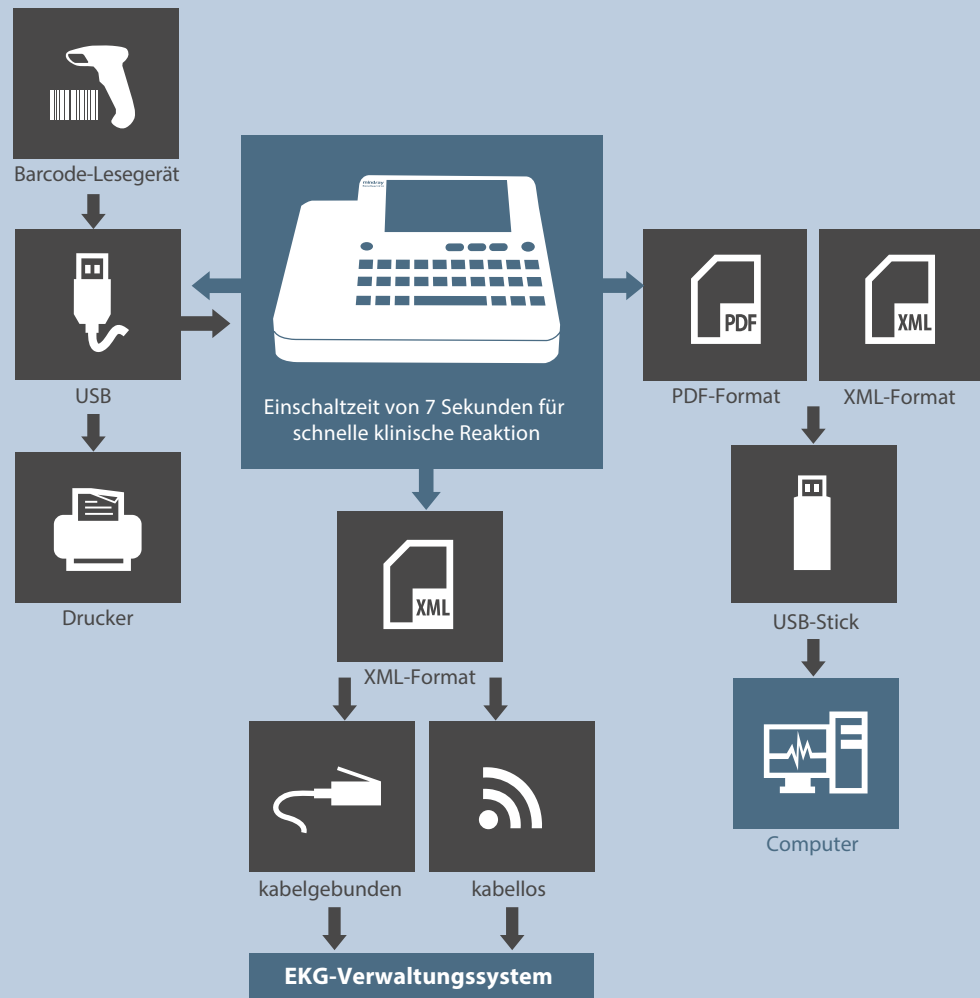 Barcode-Lesegerät
mindray
USB
Einschaltzeit von 7 Sekunden für
schnelle klinische Reaktion
PDF
XML
PDF-Format
XML-Format
Drucker
XML
XML-Format
USB-Stick
kabelgebunden
kabellos
Computer
EKG-Verwaltungssystem